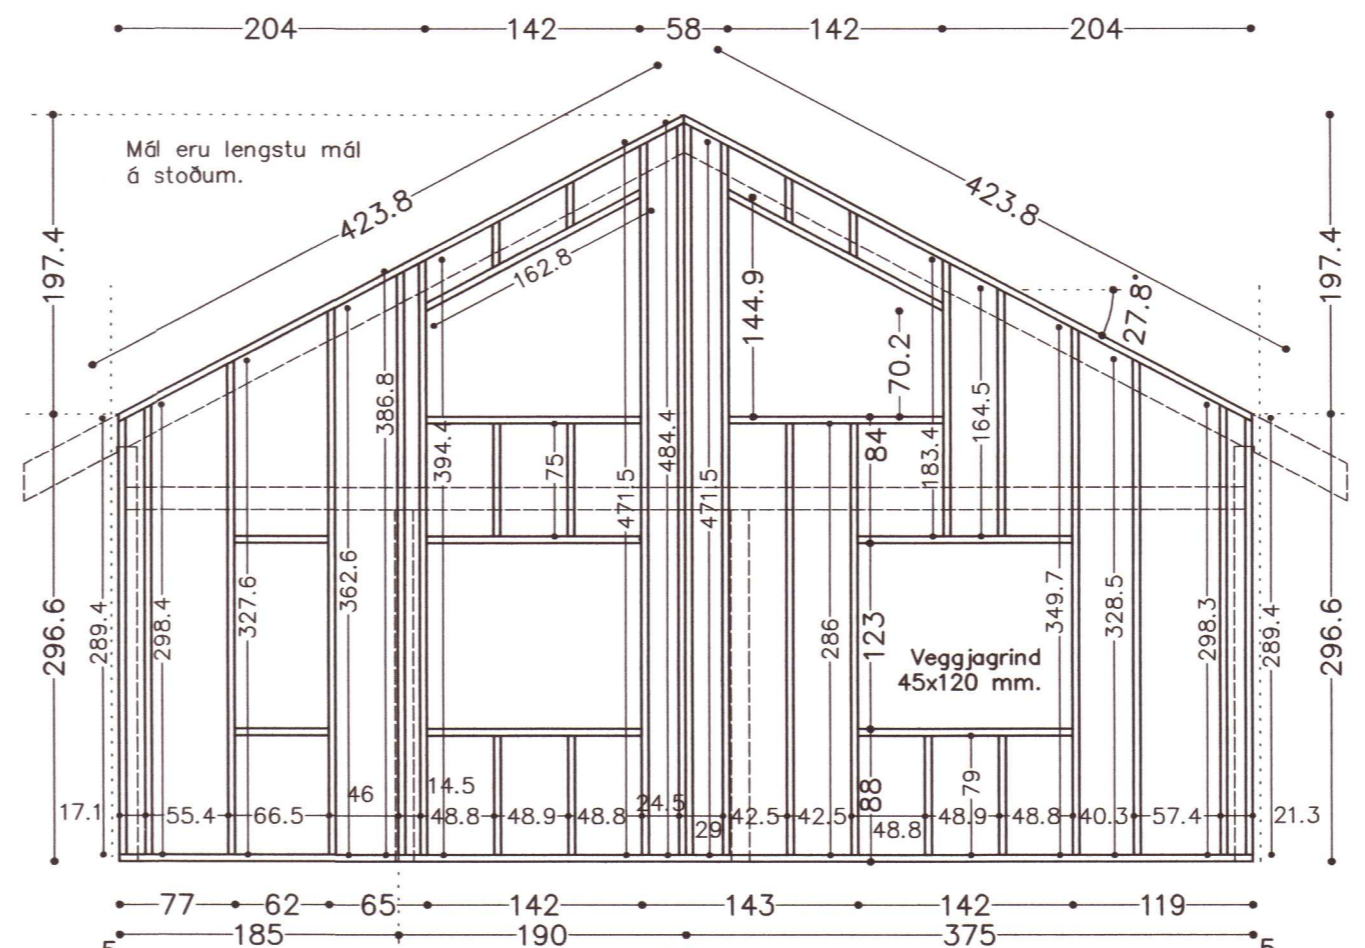 204 142 58 142 204
Mál eru lengstu mál
á stoðum.
423.8 423.8
197.4 197.4
162.8
144.9
27.8°
70.2
386.8
164.5
394.4 75 484.4 84 183.4
471.5 471.5
296.6 289.4 298.4 327.6 362.6 286 123 349.7 328.5 298.3 289.4 296.6
Veggjagrind
45x120 mm.
46 14.5 88 79
17.1 55.4 66.5 48.8 48.9 48.8 24.5 29 42.5 42.5 48.8 48.9 48.8 40.3 57.4 21.3
77 62 65 142 143 142 119
5 185 190 375 5